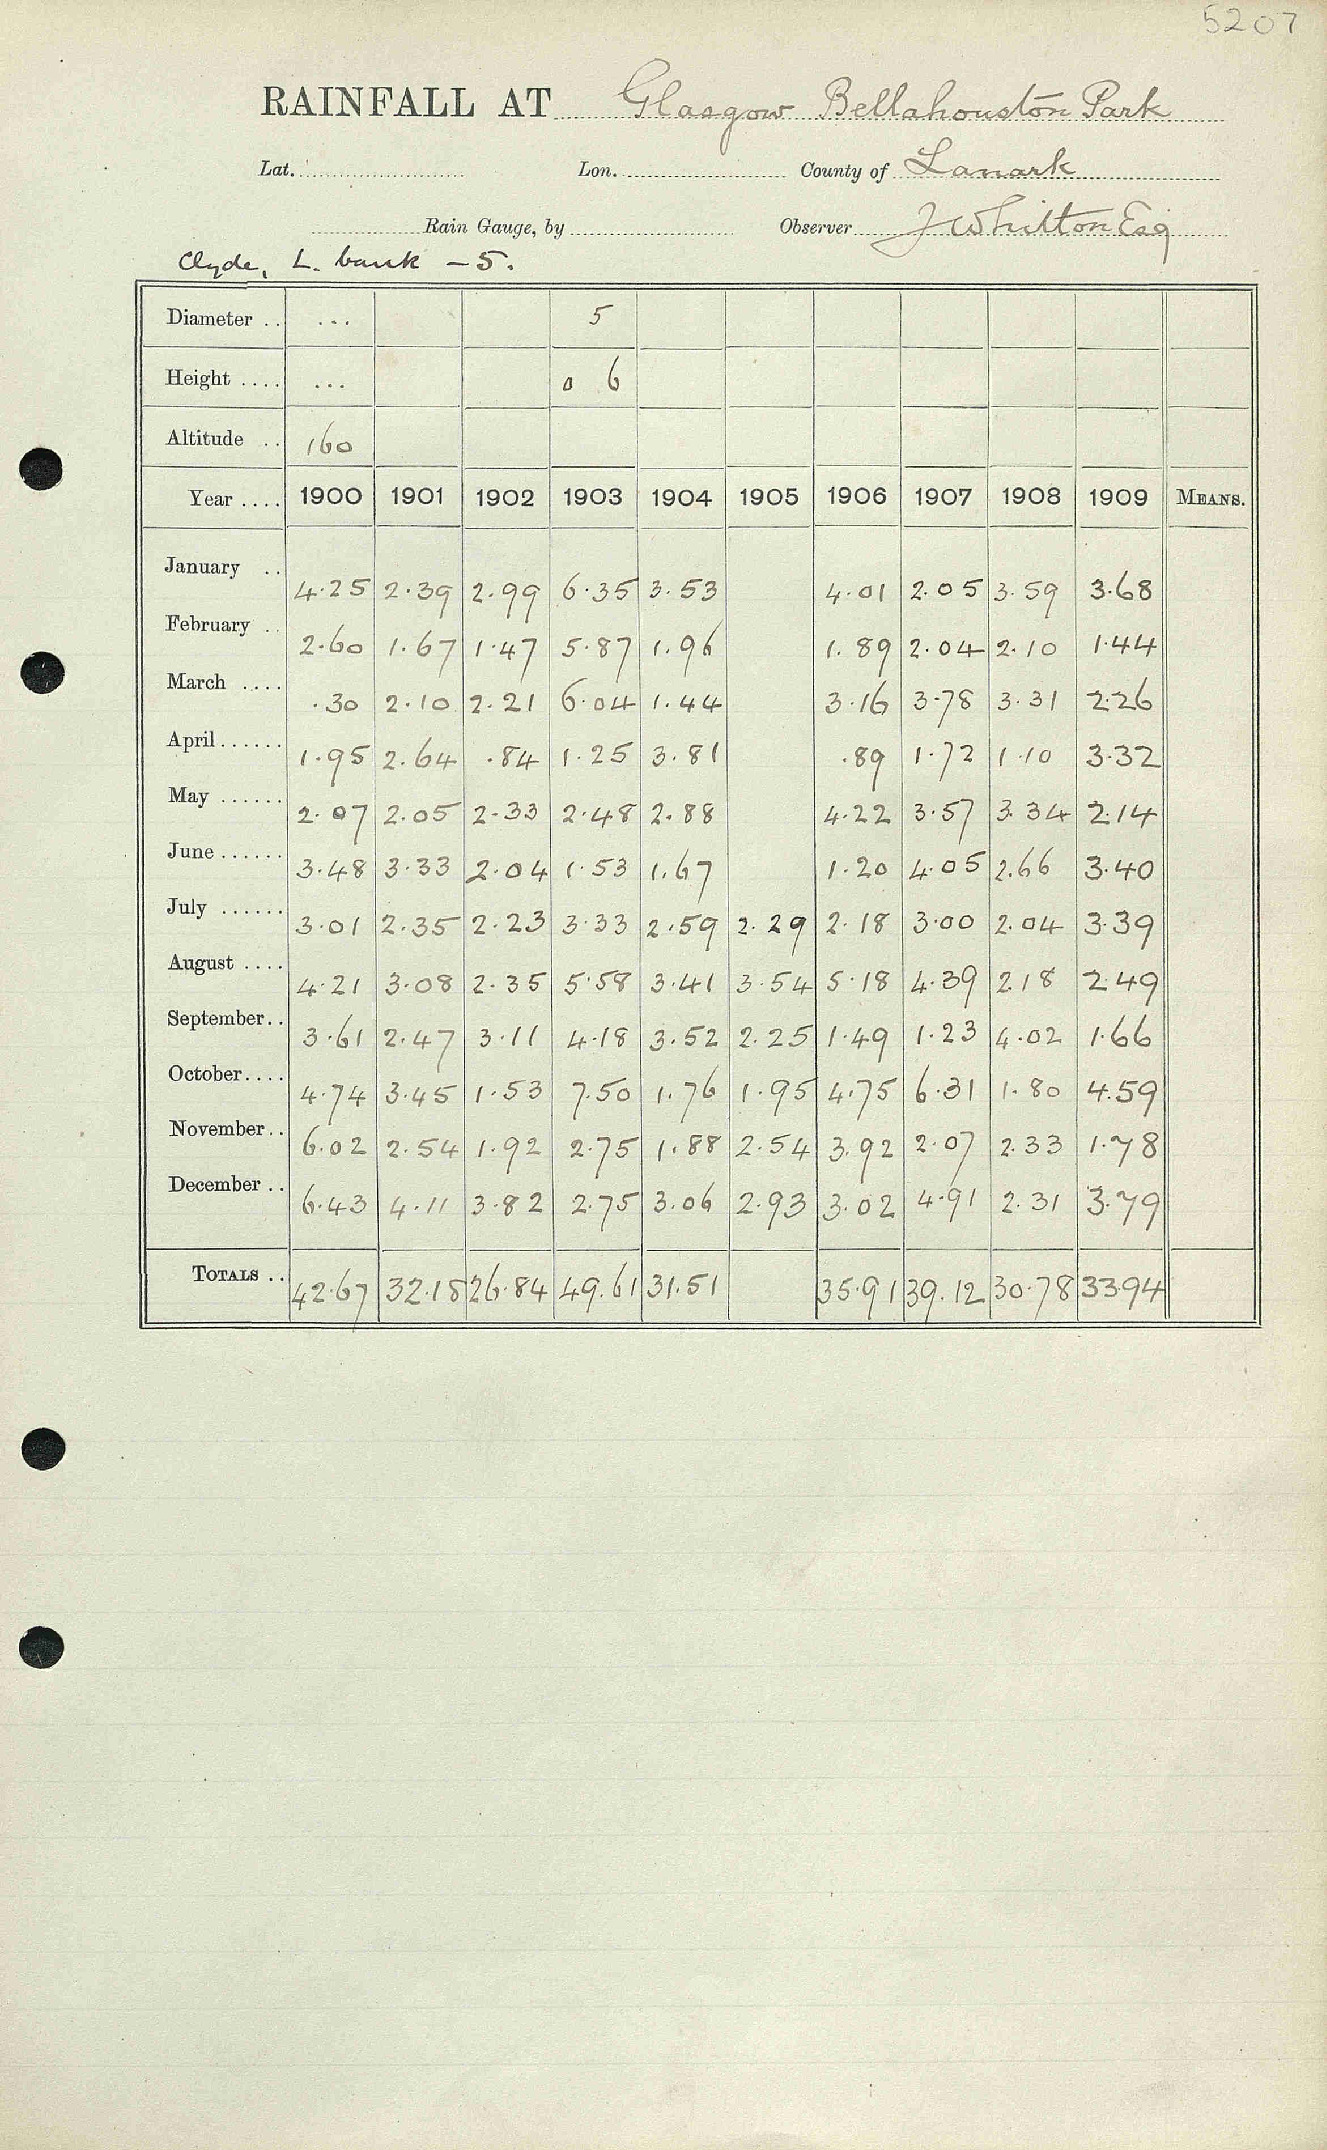 5207
RAINFALL AT Glasgow Bellahouston Park
Lat. Lon. County of Lanark
Rain Gauge, by Observer J Whitton Esq
Clyde, L. bank – 5.
Diameter .. ... 5
Height .... ... 0 6
Altitude .. 160
Year .... 1900 1901 1902 1903 1904 1905 1906 1907 1908 1909 MEANS.
January .. 4.25 2.39 2.99 6.35 3.53 4.01 2.05 3.59 3.68
February .. 2.60 1.67 1.47 5.87 1.96 1.89 2.04 2.10 1.44
March .... .30 2.10 2.21 6.04 1.44 3.16 3.78 3.31 2.26
April...... 1.95 2.64 .84 1.25 3.81 .89 1.72 1.10 3.32
May ...... 2.07 2.05 2.33 2.48 2.88 4.22 3.57 3.34 2.14
June...... 3.48 3.33 2.04 1.53 1.67 1.20 4.05 2.66 3.40
July ...... 3.01 2.35 2.23 3.33 2.59 2.29 2.18 3.00 2.04 3.39
August .... 4.21 3.08 2.35 5.58 3.41 3.54 5.18 4.39 2.18 2.49
September.. 3.61 2.47 3.11 4.18 3.52 2.25 1.49 1.23 4.02 1.66
October.... 4.74 3.45 1.53 7.50 1.76 1.95 4.75 6.31 1.80 4.59
November.. 6.02 2.54 1.92 2.75 1.88 2.54 3.92 2.07 2.33 1.78
December .. 6.43 4.11 3.82 2.75 3.06 2.93 3.02 4.91 2.31 3.79
TOTALS .. 42.67 32.18 26.84 49.61 31.51 35.91 39.12 30.78 33.94